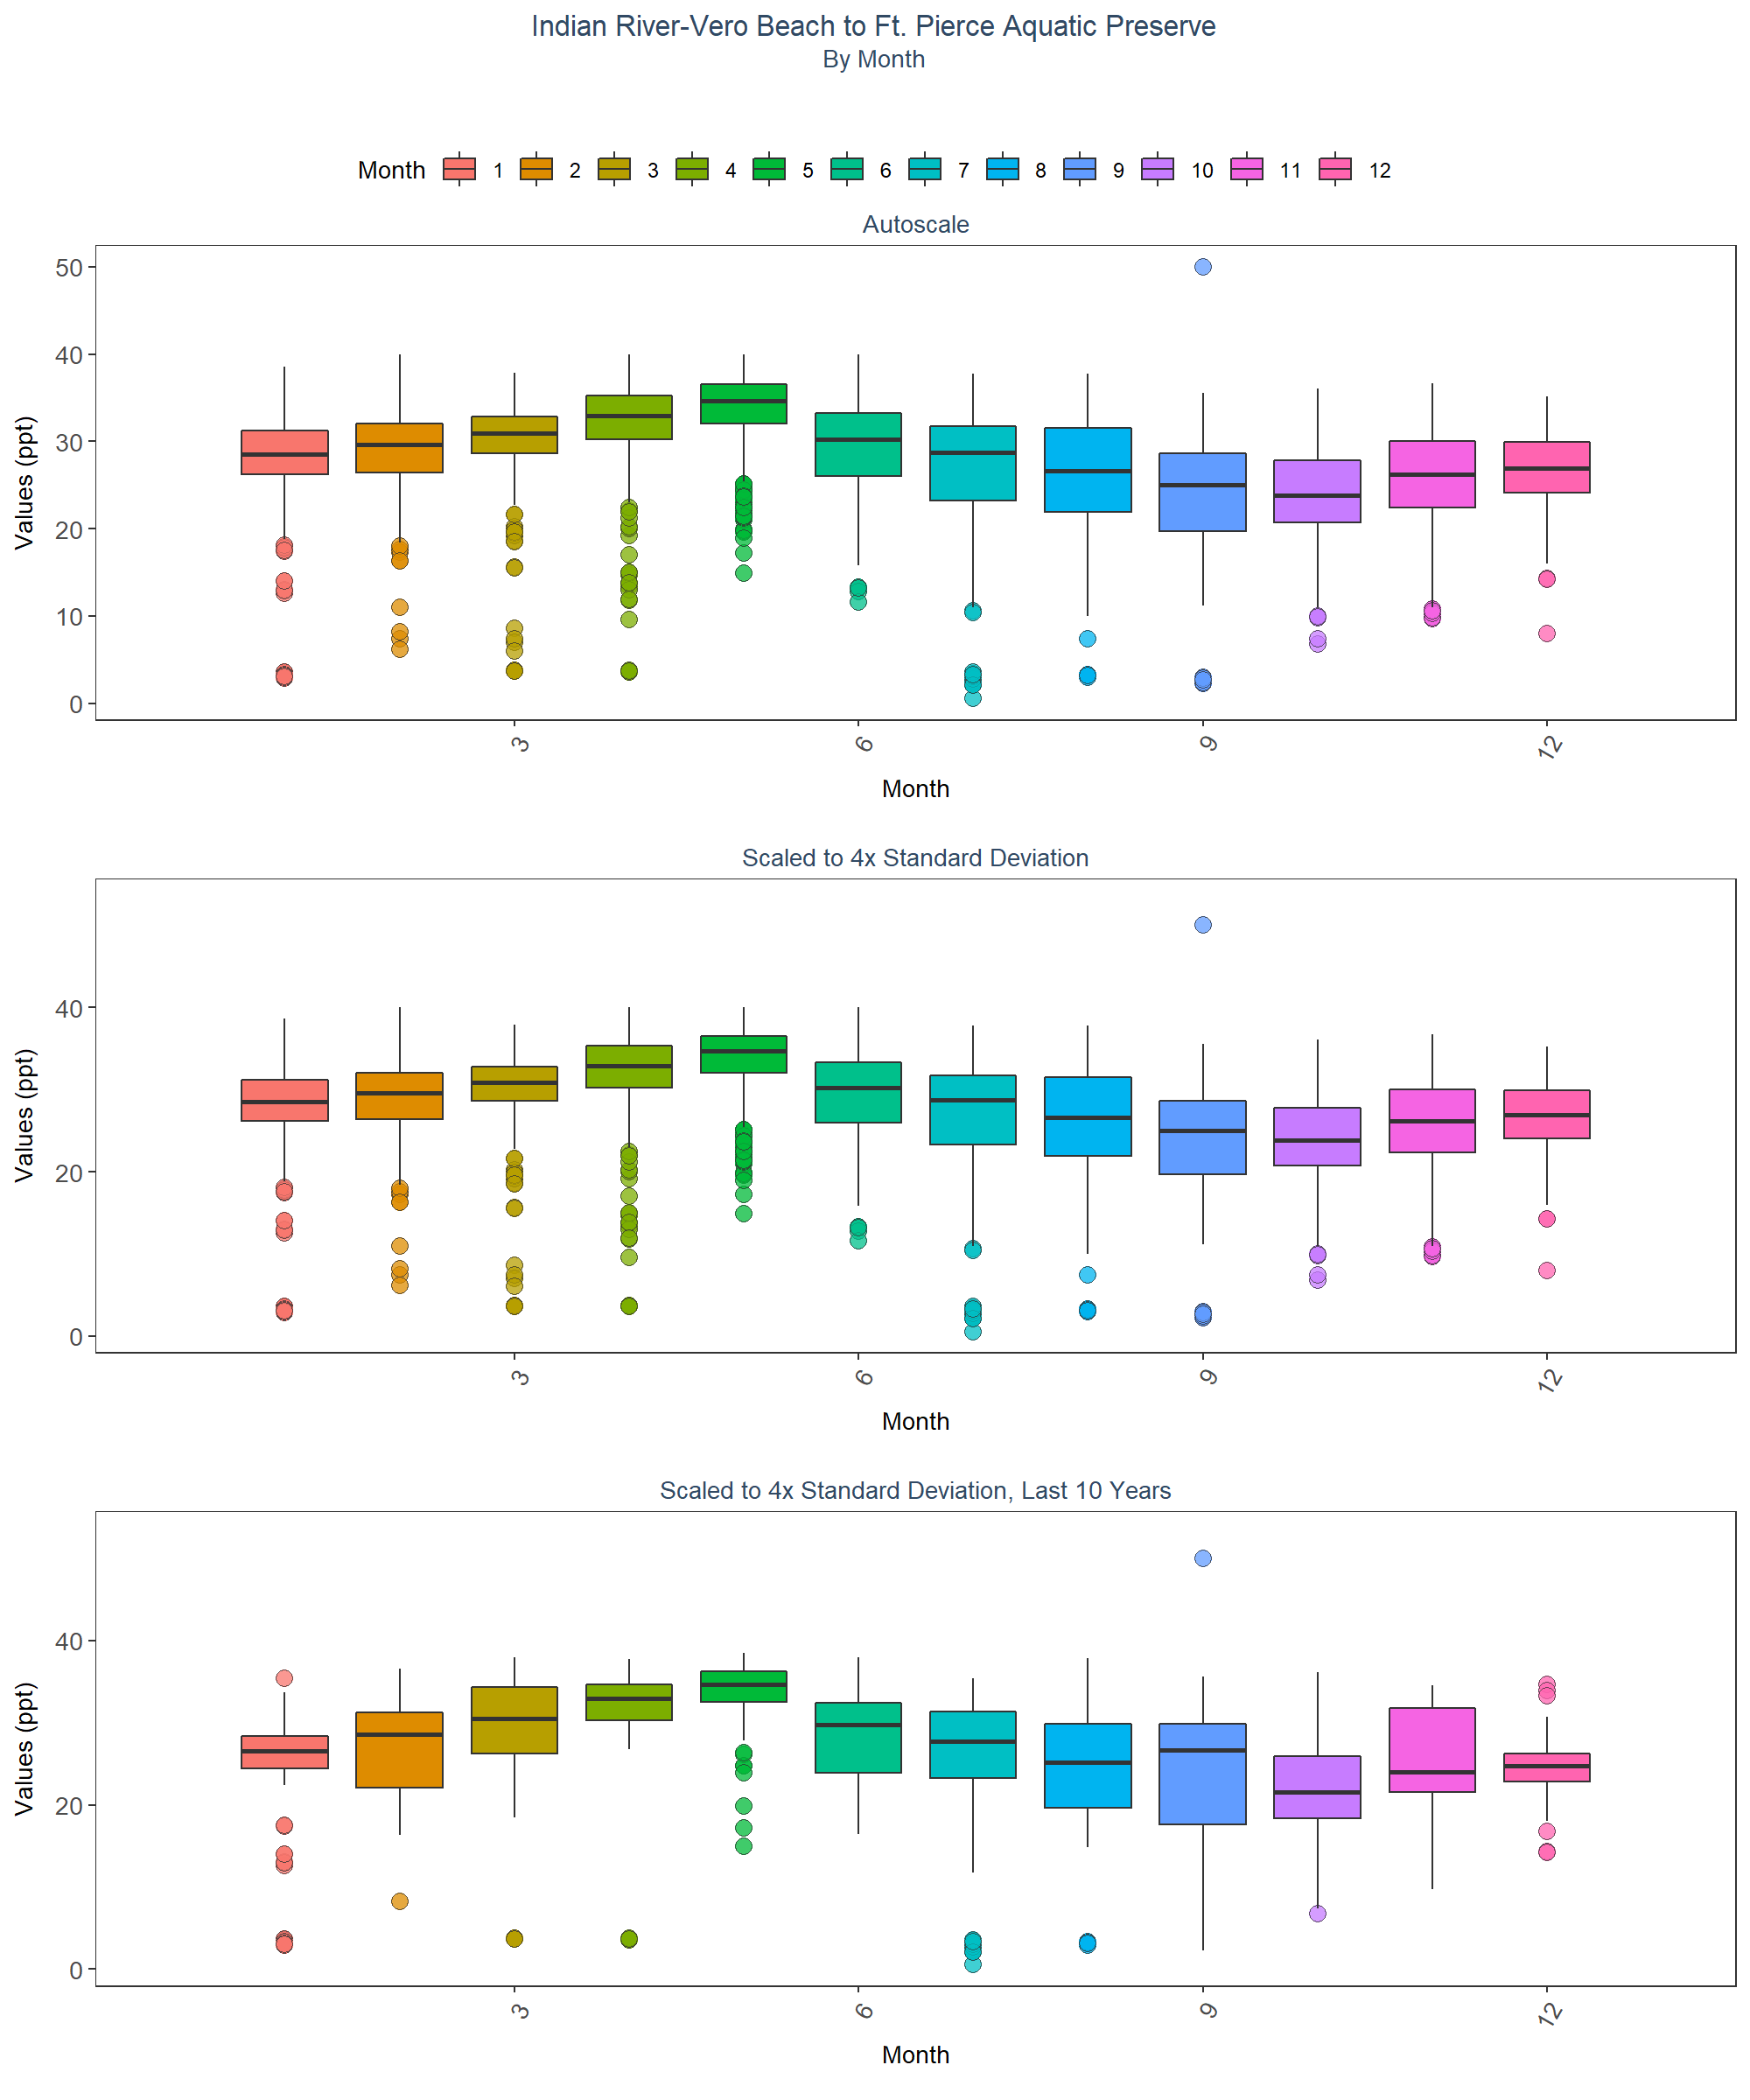 Indian River-Vero Beach to Ft. Pierce Aquatic Preserve
By Month
Month 1 2 3 4 5 6 7 8 9 10 11 12
Autoscale
Values (ppt)
50
40
30
20
10
0
3 6 9 12
Month
Scaled to 4x Standard Deviation
Values (ppt)
40
20
0
3 6 9 12
Month
Scaled to 4x Standard Deviation, Last 10 Years
Values (ppt)
40
20
0
3 6 9 12
Month